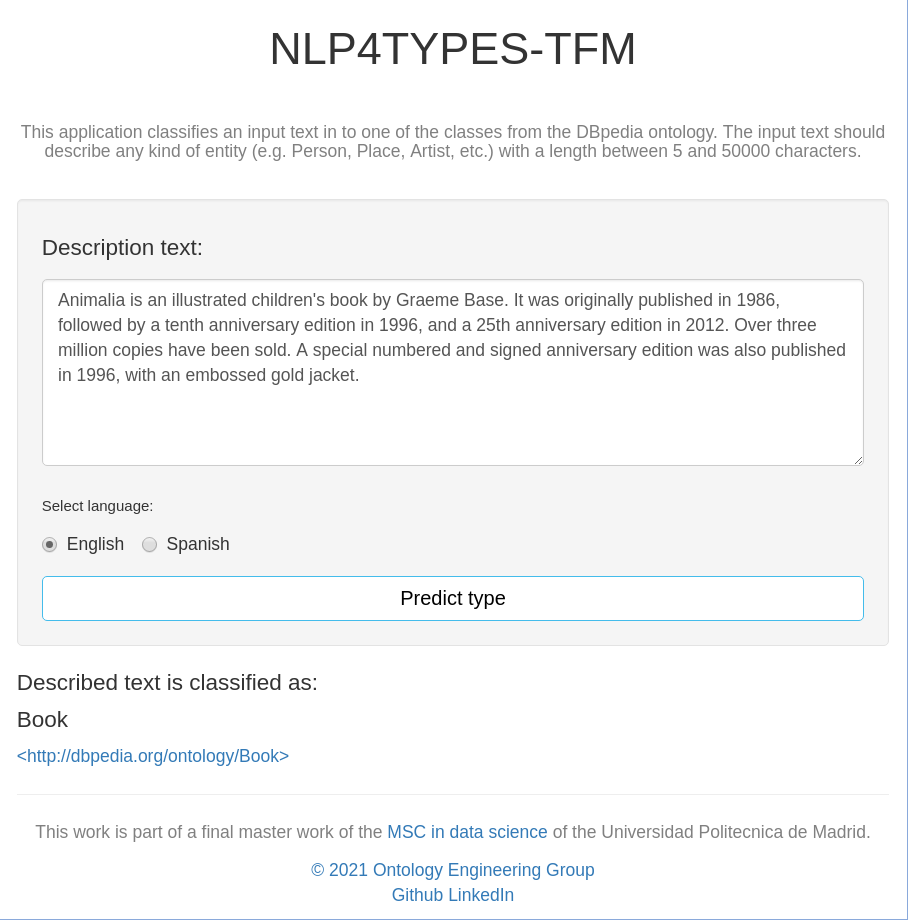 NLP4TYPES-TFM
This application classifies an input text in to one of the classes from the DBpedia ontology. The input text should
describe any kind of entity (e.g. Person, Place, Artist, etc.) with a length between 5 and 50000 characters.
Description text:
Animalia is an illustrated children's book by Graeme Base. It was originally published in 1986,
followed by a tenth anniversary edition in 1996, and a 25th anniversary edition in 2012. Over three
million copies have been sold. A special numbered and signed anniversary edition was also published
in 1996, with an embossed gold jacket.
Select language:
English Spanish
Predict type
Described text is classified as:
Book
<http://dbpedia.org/ontology/Book>
This work is part of a final master work of the MSC in data science of the Universidad Politecnica de Madrid.
© 2021 Ontology Engineering Group
Github LinkedIn